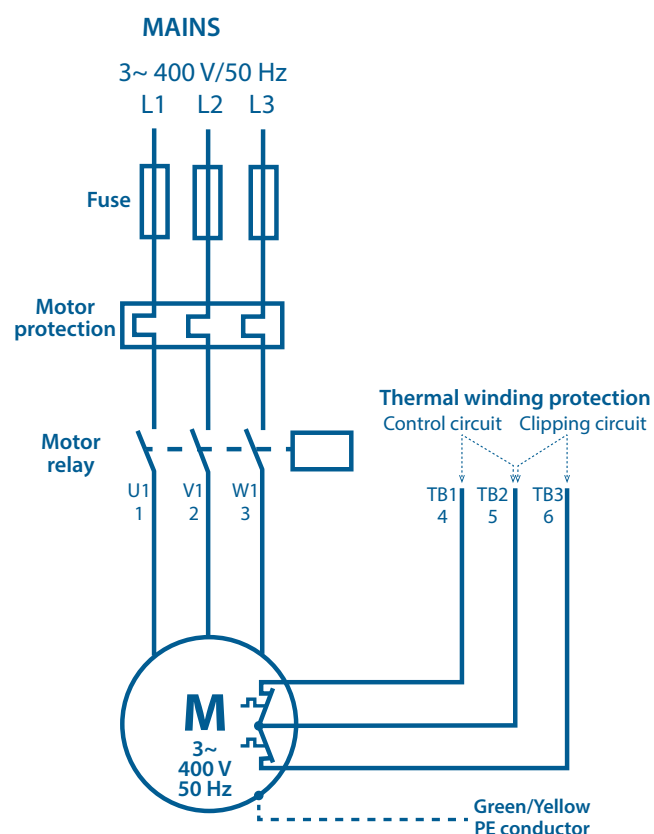 MAINS
3~ 400 V/50 Hz
L1 L2 L3
Fuse
Motor
protection
Thermal winding protection
Control circuit Clipping circuit
Motor
relay
U1 V1 W1
1 2 3
TB1 TB2 TB3
4 5 6
M
3~
400 V
50 Hz
Green/Yellow
PE conductor